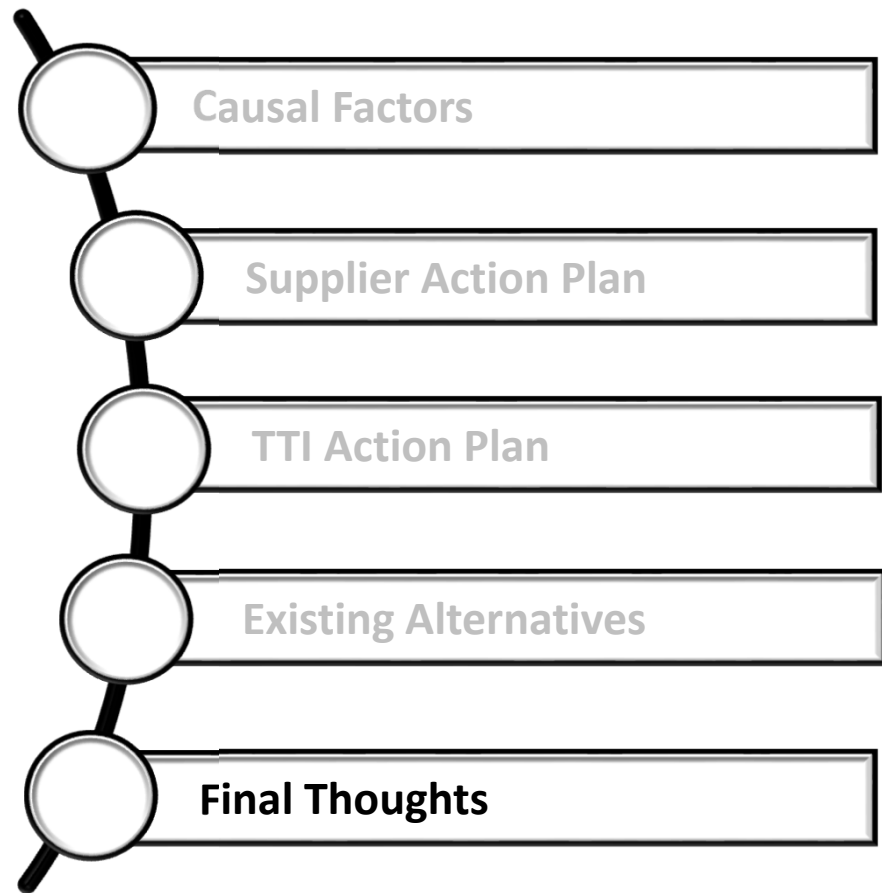 Causal Factors
Supplier Action Plan
TTI Action Plan
Existing Alternatives
Final Thoughts